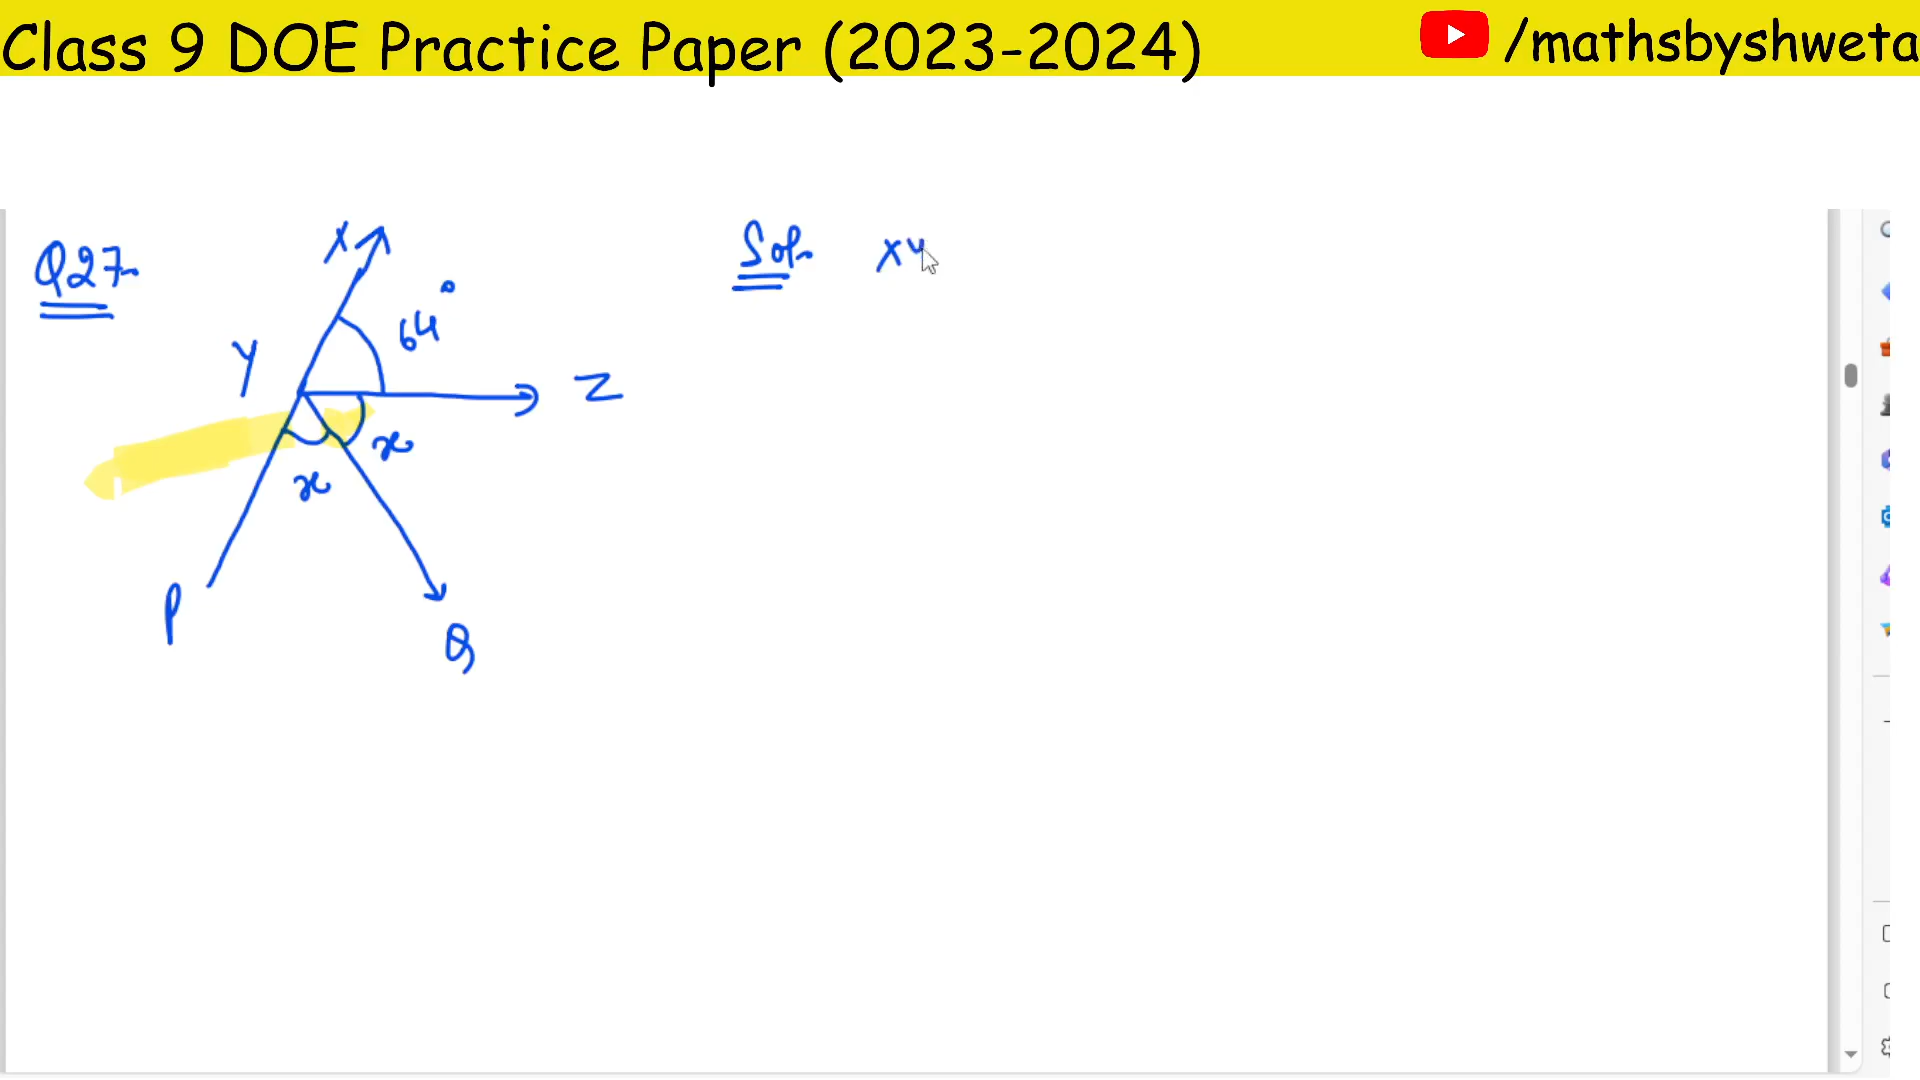 Class 9 DOE Practice Paper (2023-2024)
/mathsbyshweta
Q27-
X
64°
Y
Z
x
x
P
Q
Sol- XY